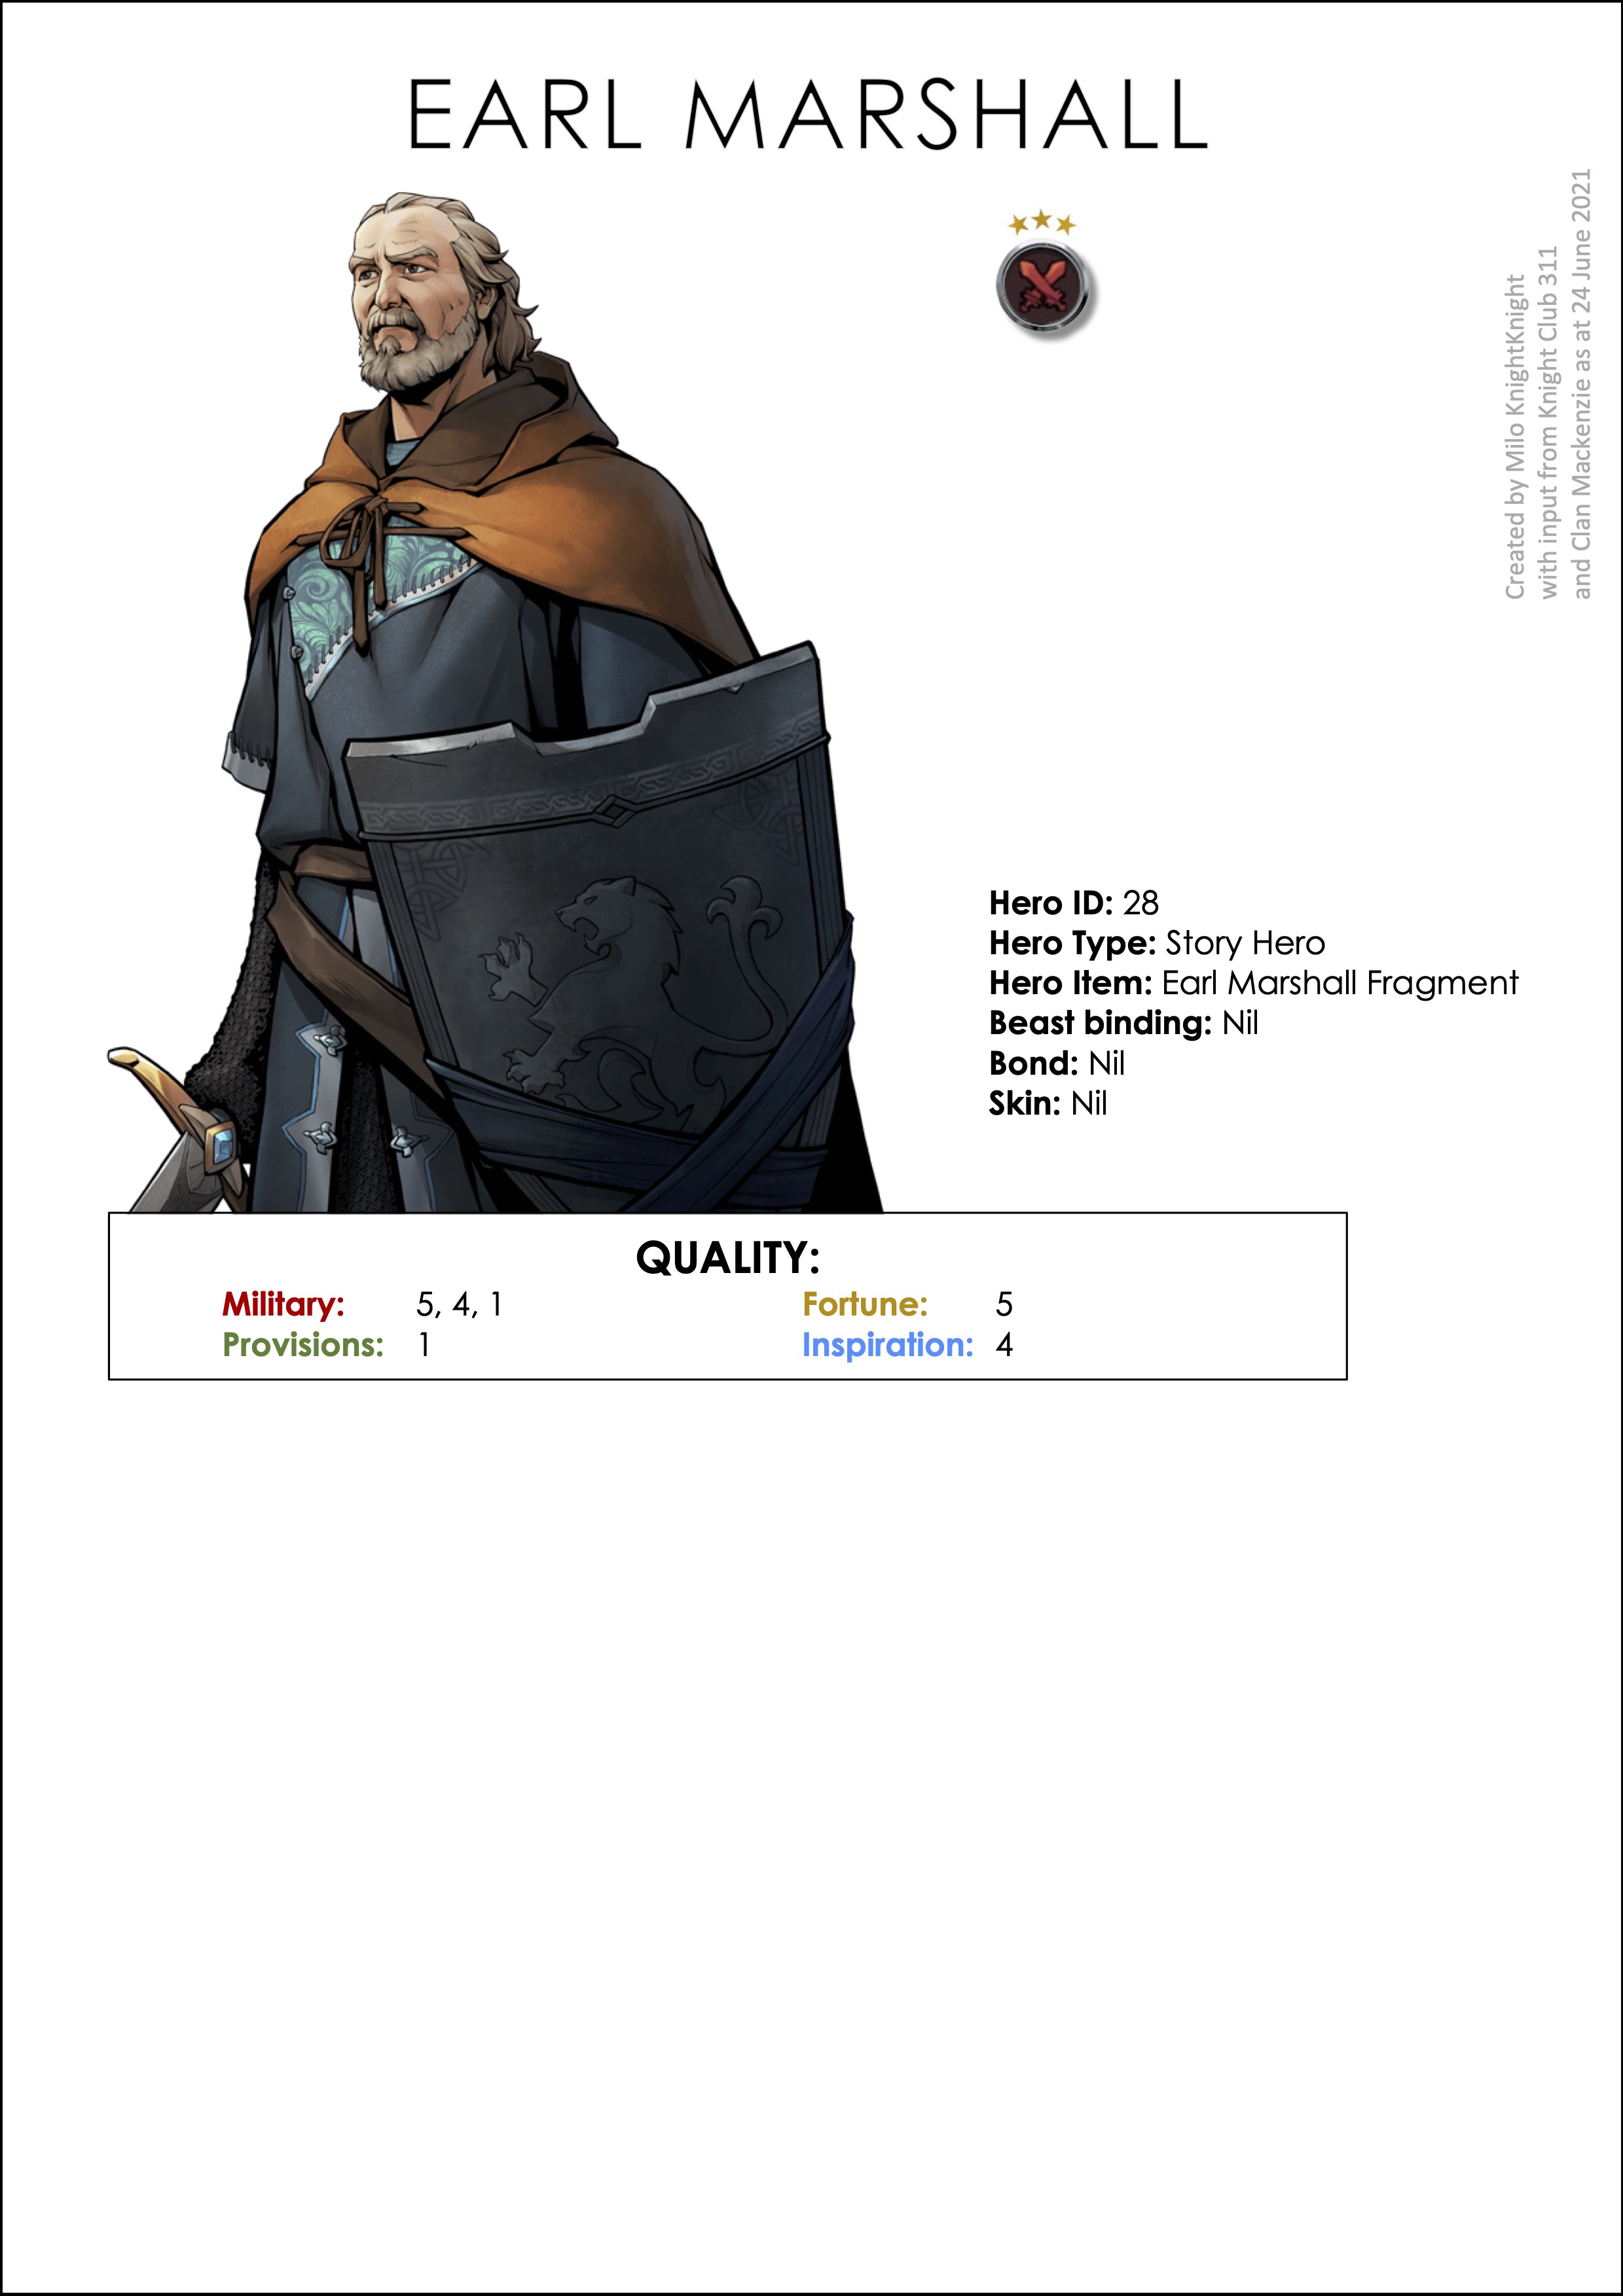 EARL MARSHALL
Created by Milo KnightKnight
with input from Knight Club 311
and Clan Mackenzie as at 24 June 2021
Hero ID: 28
Hero Type: Story Hero
Hero Item: Earl Marshall Fragment
Beast binding: Nil
Bond: Nil
Skin: Nil
QUALITY:
Military: 5, 4, 1 Fortune: 5
Provisions: 1 Inspiration: 4